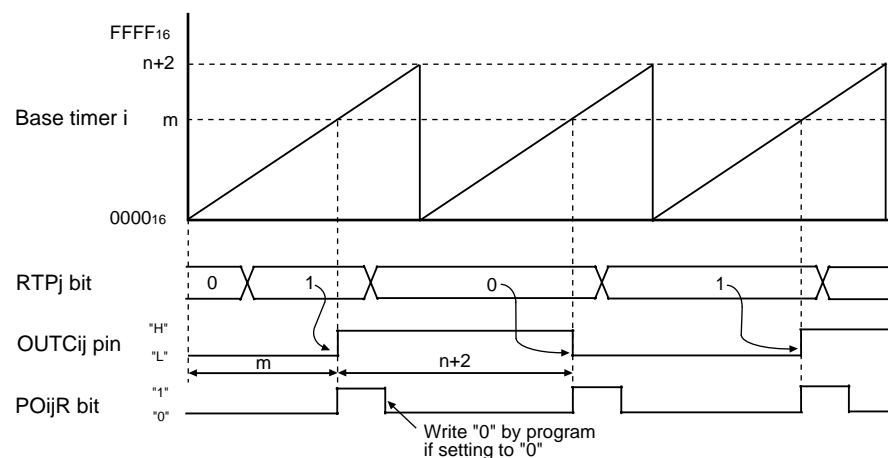 FFFF16
n+2
Base timer i
m
000016
RTPj bit
0
1
0
1
OUTCij pin
"H"
"L"
m
n+2
POijR bit
"1"
"0"
Write "0" by program
if setting to "0"